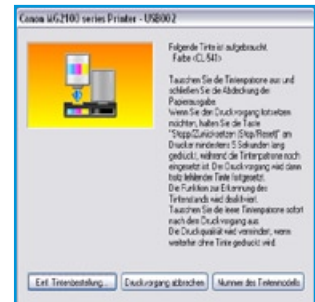 Canon MG2100 series Printer - USB002
Folgende Tinte ist aufgebraucht.
Farbe <CL-541>
Tauschen Sie die Tintenpatrone aus und
schließen Sie die Abdeckung der
Papierausgabe.
Wenn Sie den Druckvorgang fortsetzen
möchten, halten Sie die Taste
"Stopp/Zurücksetzen (Stop/Reset)" am
Drucker mindestens 5 Sekunden lang
gedrückt, während die Tintenpatrone noch
eingesetzt ist. Der Druckvorgang wird dann
trotz fehlender Tinte fortgesetzt.
Die Funktion zur Erkennung des
Tintenstands wird deaktiviert.
Tauschen Sie die leere Tintenpatrone sofort
nach dem Druckvorgang aus.
Die Druckqualität wird vermindert, wenn
weiterhin ohne Tinte gedruckt wird.
Einf. Tintenbestellung... Druckvorgang abbrechen Nummer des Tintenmodells